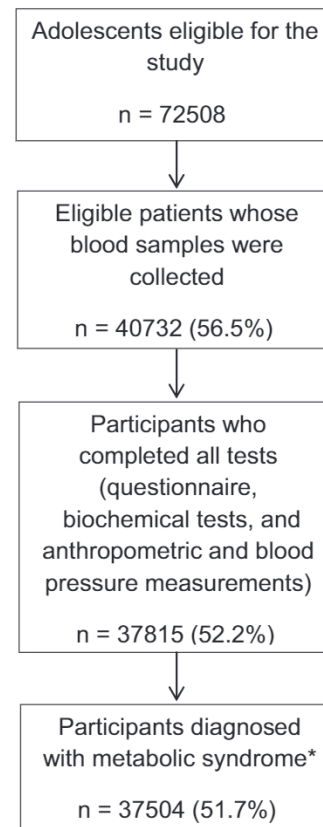 Adolescents eligible for the
study
n = 72508
Eligible patients whose
blood samples were
collected
n = 40732 (56.5%)
Participants who
completed all tests
(questionnaire,
biochemical tests, and
anthropometric and blood
pressure measurements)
n = 37815 (52.2%)
Participants diagnosed
with metabolic syndrome*
n = 37504 (51.7%)